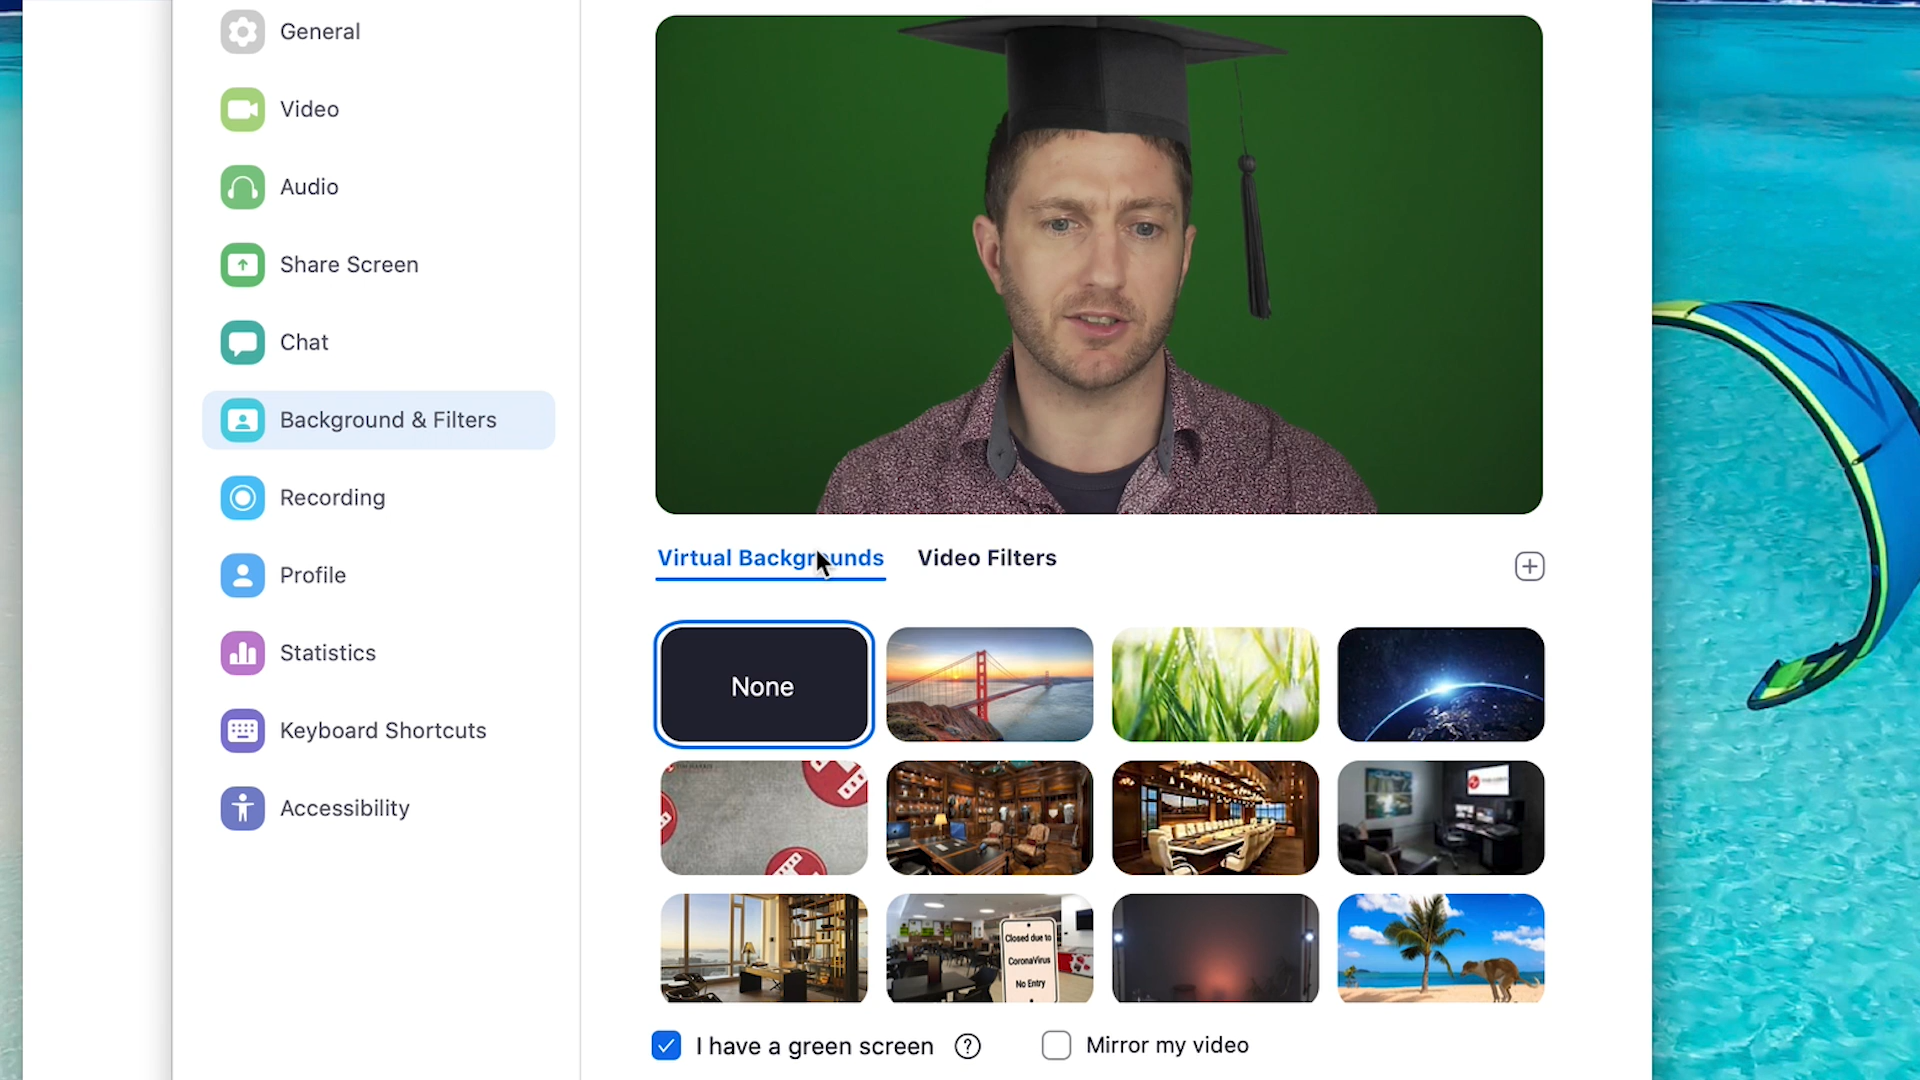 General
Video
Audio
Share Screen
Chat
Background & Filters
Recording
Profile
Statistics
Keyboard Shortcuts
Accessibility
Virtual Backgrounds
Video Filters
None
Closed due to
CoronaVirus
No Entry
I have a green screen
?
Mirror my video